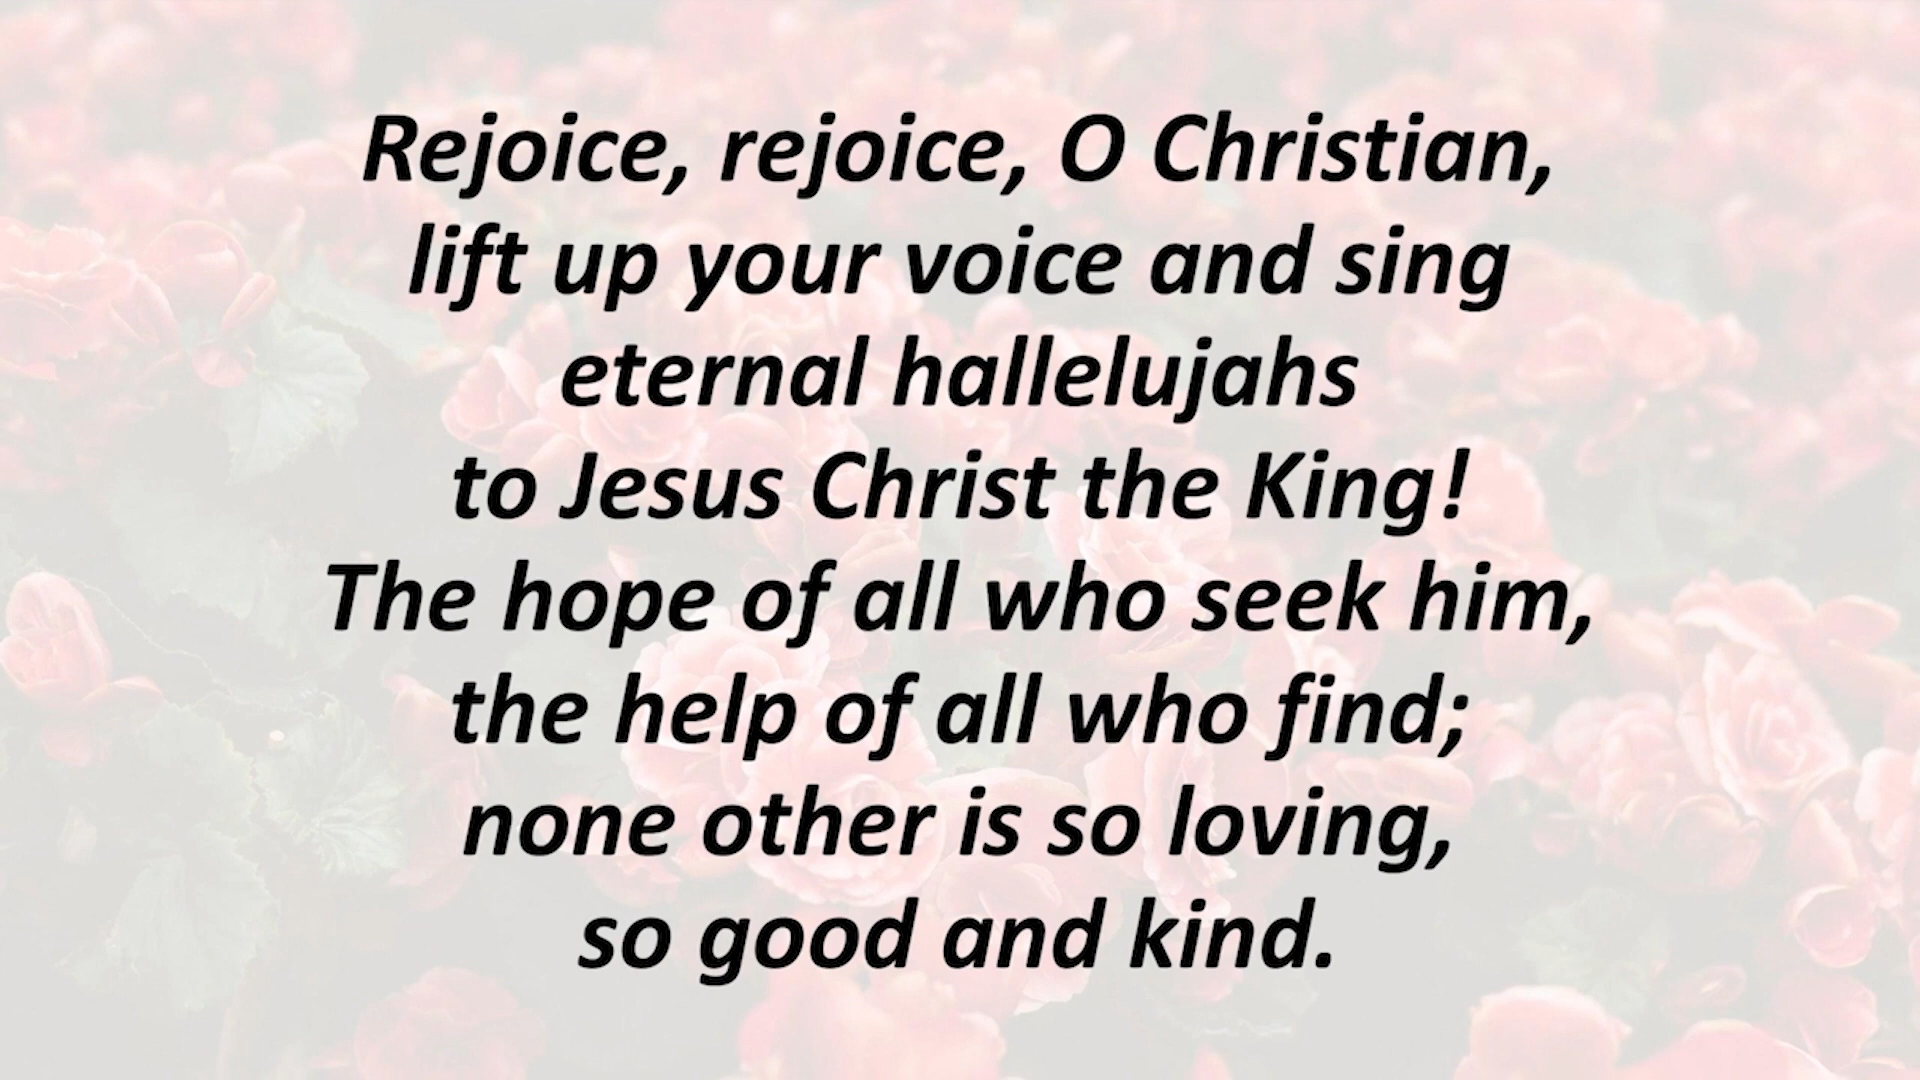 Rejoice, rejoice, O Christian,
lift up your voice and sing
eternal hallelujahs
to Jesus Christ the King!
The hope of all who seek him,
the help of all who find;
none other is so loving,
so good and kind.